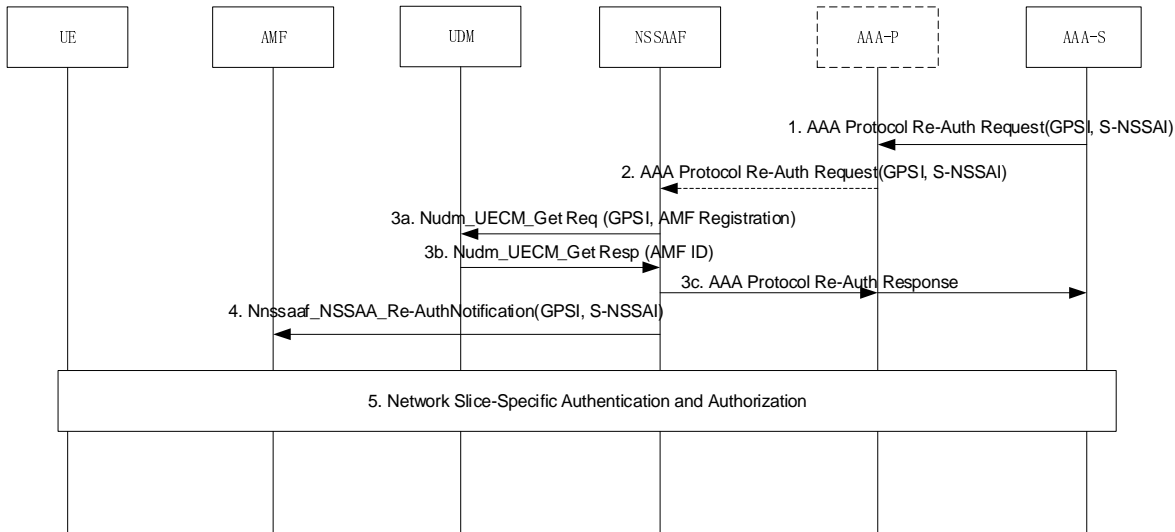 UE AMF UDM NSSAAF AAA-P AAA-S
1. AAA Protocol Re-Auth Request(GPSI, S-NSSAI)
2. AAA Protocol Re-Auth Request(GPSI, S-NSSAI)
3a. Nudm_UECM_Get Req (GPSI, AMF Registration)
3b. Nudm_UECM_Get Resp (AMF ID)
3c. AAA Protocol Re-Auth Response
4. Nnssaaf_NSSAA_Re-AuthNotification(GPSI, S-NSSAI)
5. Network Slice-Specific Authentication and Authorization